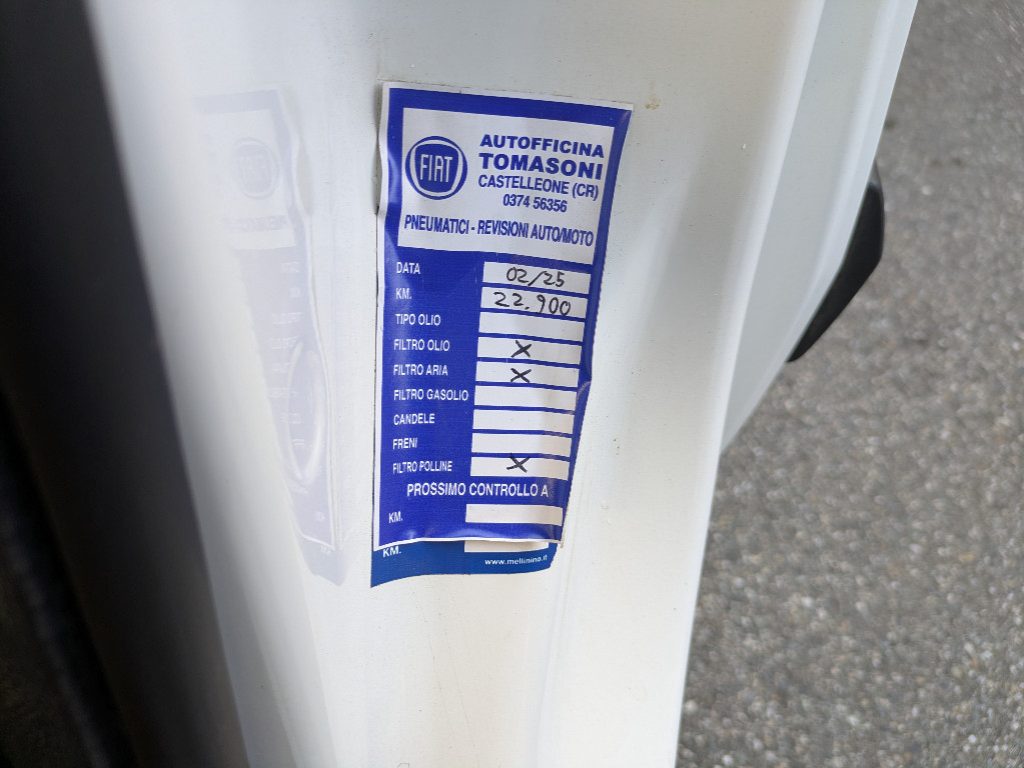 FIAT
AUTOFFICINA
TOMASONI
CASTELLEONE (CR)
0374 56356
PNEUMATICI - REVISIONI AUTO/MOTO
DATA 02/25
KM. 22.900
TIPO OLIO
FILTRO OLIO X
FILTRO ARIA X
FILTRO GASOLIO
CANDELE
FRENI
FILTRO POLLINE X
PROSSIMO CONTROLLO A
KM.
KM.
www.mellinino.it